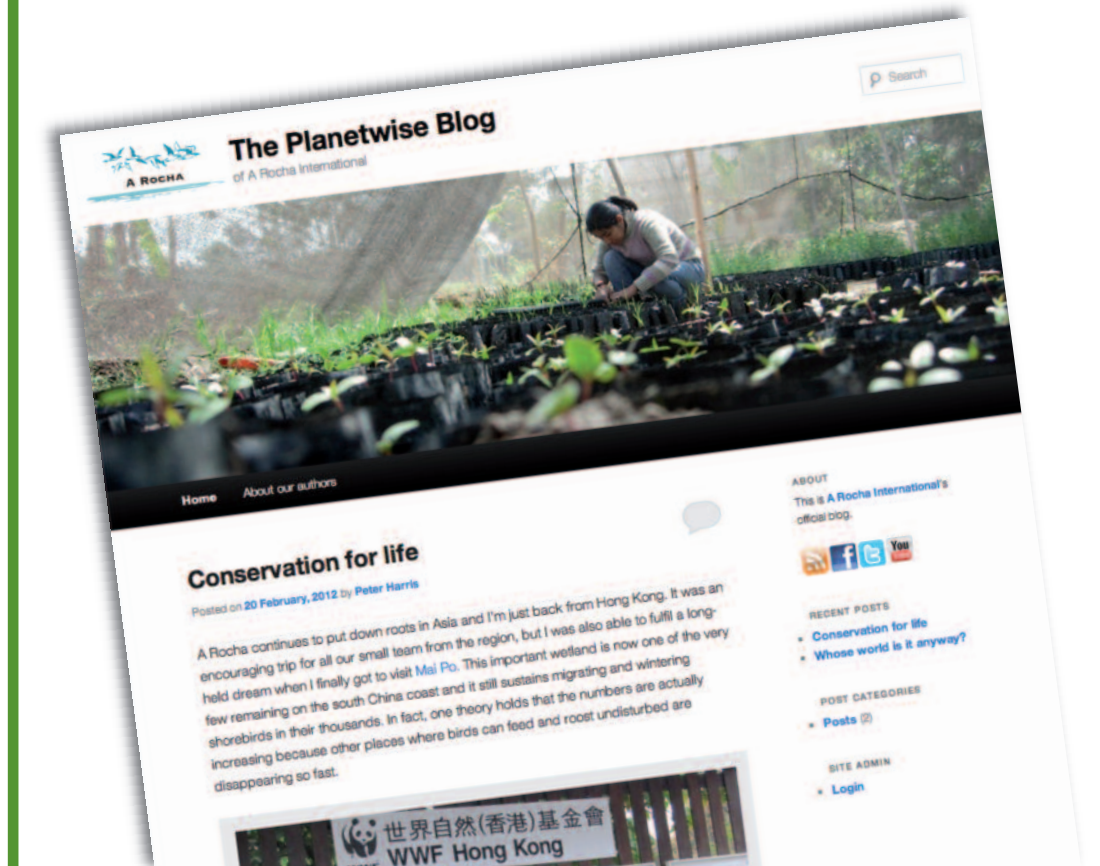 A ROCHA
The Planetwise Blog
of A Rocha International
Search
Home
About our authors
Conservation for life
Posted on 20 February, 2012 by Peter Harris
A Rocha continues to put down roots in Asia and I'm just back from Hong Kong. It was an
encouraging trip for all our small team from the region, but I was also able to fulfil a long-
held dream when I finally got to visit Mai Po. This important wetland is now one of the very
few remaining on the south China coast and it still sustains migrating and wintering
shorebirds in their thousands. In fact, one theory holds that the numbers are actually
increasing because other places where birds can feed and roost undisturbed are
disappearing so fast.
世界自然(香港)基金會
WWF Hong Kong
ABOUT
This is A Rocha International's
official blog.
You
RECENT POSTS
Conservation for life
Whose world is it anyway?
POST CATEGORIES
Posts (2)
SITE ADMIN
Login